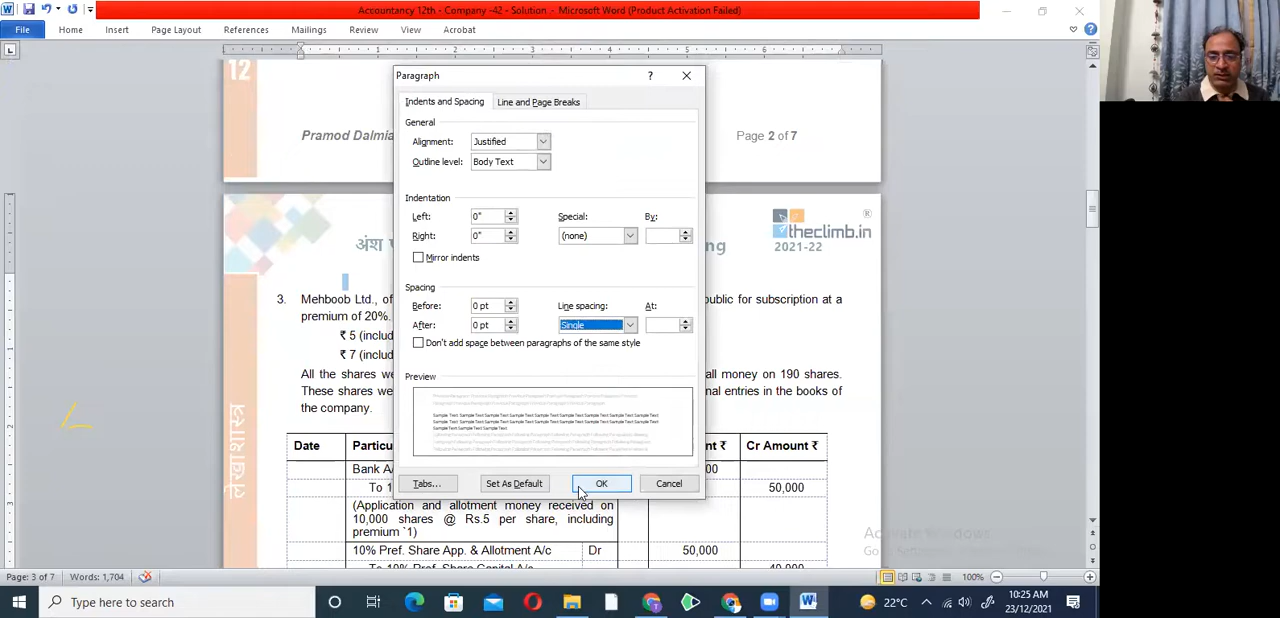 Accountancy 12th - Company -42 - Solution - Microsoft Word (Product Activation Failed)
File Home Insert Page Layout References Mailings Review View Acrobat
12
Pramod Dalmia
Page 2 of 7
अंश
ng
theclimb.in
2021-22
Paragraph
Indents and Spacing
Line and Page Breaks
General
Alignment: Justified
Outline level: Body Text
Indentation
Left: 0" Special: By:
Right: 0" (none)
Mirror indents
Spacing
Before: 0 pt Line spacing: At:
After: 0 pt Single
Don't add space between paragraphs of the same style
Preview
Tabs... Set As Default OK Cancel
3. Mehboob Ltd., of
public for subscription at a
premium of 20%.
₹ 5 (includ
₹ 7 (includ
All the shares we
all money on 190 shares.
These shares we
nal entries in the books of
the company.
लेखाशास्त्र
Date Particu nt ₹ Cr Amount ₹
Bank A/
00
To 1
50,000
(Application and allotment money received on
10,000 shares @ Rs.5 per share, including
premium `1)
10% Pref. Share App. & Allotment A/c Dr 50,000
To 10% Pref. Share Capital A/c 40,000
Activate Windows
Page: 3 of 7 Words: 1,704 100%
Type here to search
22°C
10:25 AM
23/12/2021